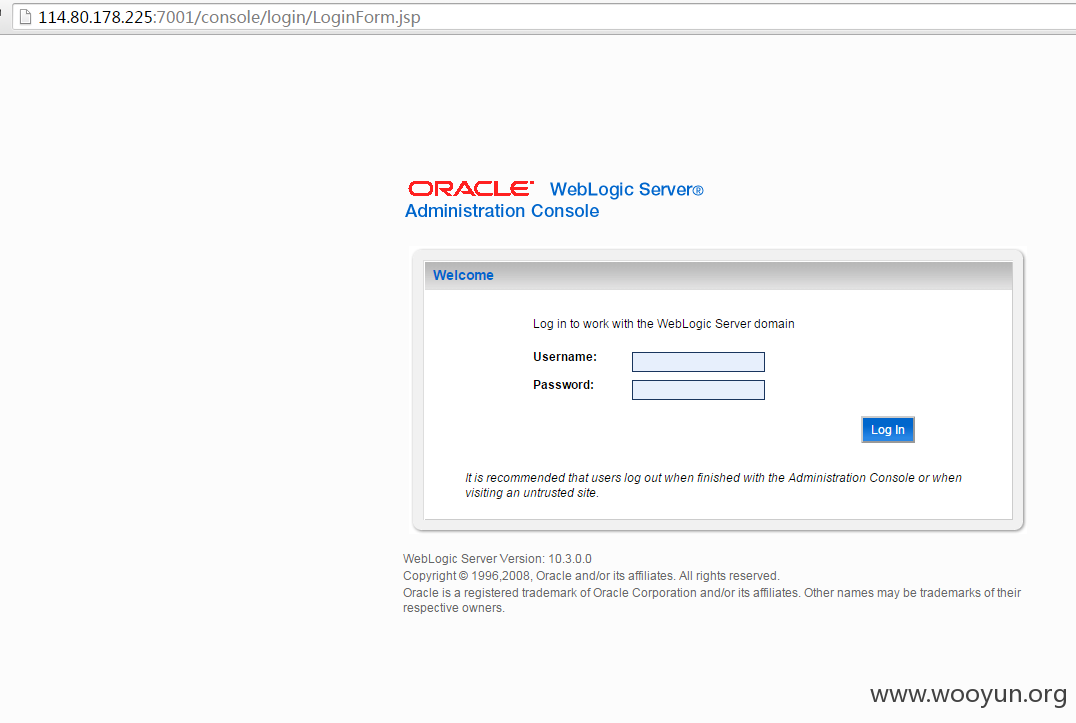 114.80.178.225:7001/console/login/LoginForm.jsp
ORACLE WebLogic Server®
Administration Console
Welcome
Log in to work with the WebLogic Server domain
Username:
Password:
Log In
It is recommended that users log out when finished with the Administration Console or when
visiting an untrusted site.
WebLogic Server Version: 10.3.0.0
Copyright © 1996,2008, Oracle and/or its affiliates. All rights reserved.
Oracle is a registered trademark of Oracle Corporation and/or its affiliates. Other names may be trademarks of their
respective owners.
www.wooyun.org